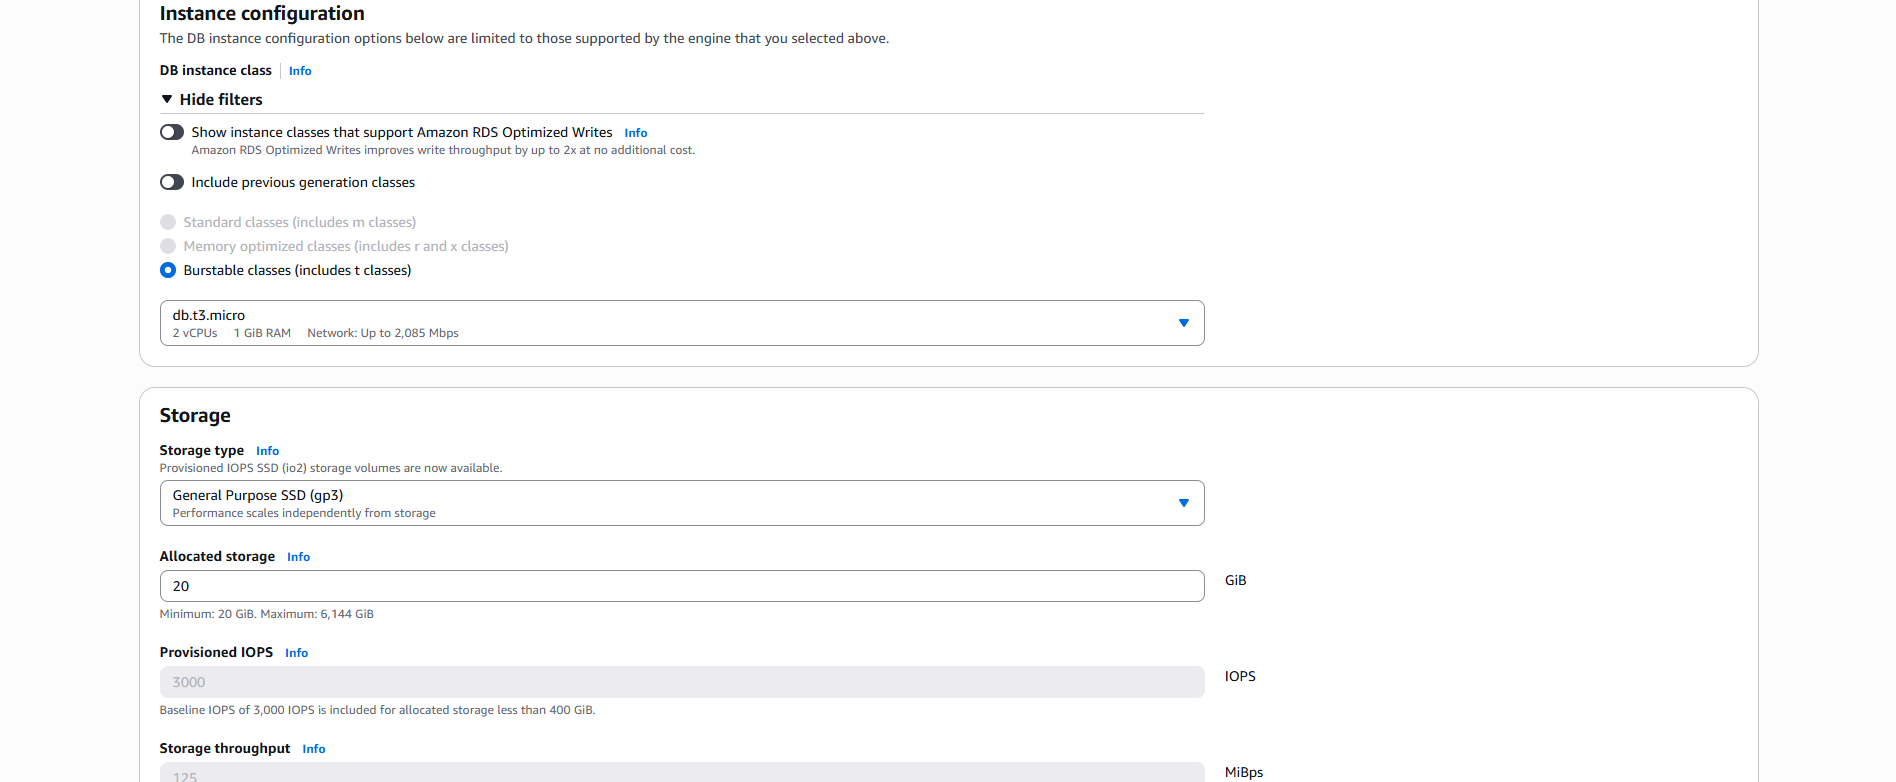 Instance configuration
The DB instance configuration options below are limited to those supported by the engine that you selected above.
DB instance class Info
Hide filters
Show instance classes that support Amazon RDS Optimized Writes Info
Amazon RDS Optimized Writes improves write throughput by up to 2x at no additional cost.
Include previous generation classes
Standard classes (includes m classes)
Memory optimized classes (includes r and x classes)
Burstable classes (includes t classes)
db.t3.micro
2 vCPUs 1 GiB RAM Network: Up to 2,085 Mbps
Storage
Storage type Info
Provisioned IOPS SSD (io2) storage volumes are now available.
General Purpose SSD (gp3)
Performance scales independently from storage
Allocated storage Info
20 GiB
Minimum: 20 GiB. Maximum: 6,144 GiB
Provisioned IOPS Info
3000 IOPS
Baseline IOPS of 3,000 IOPS is included for allocated storage less than 400 GiB.
Storage throughput Info
125 MiBps